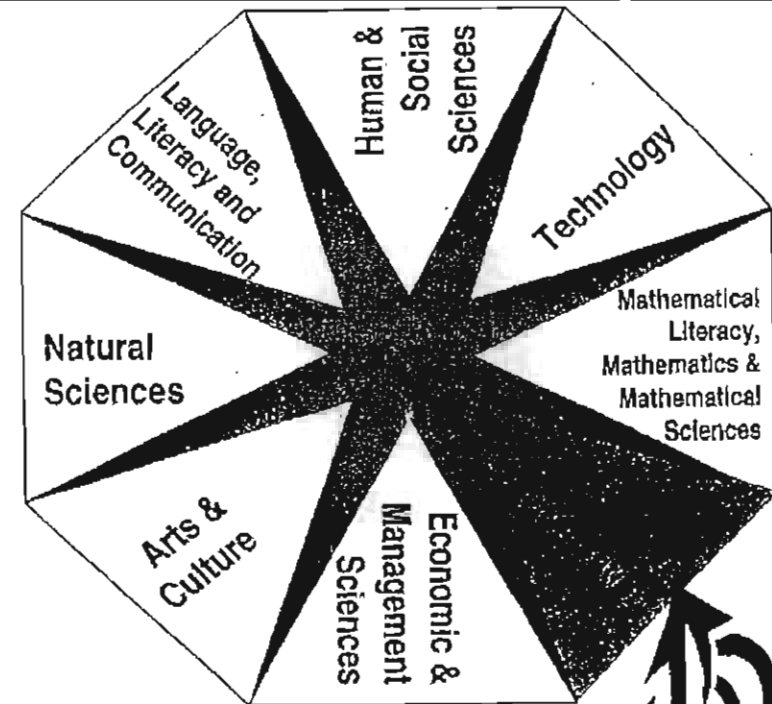 Human &
Social
Sciences
Technology
Mathematical
Literacy,
Mathematics &
Mathematical
Sciences
Economic &
Management
Sciences
Arts &
Culture
Natural
Sciences
Language,
Literacy and
Communication